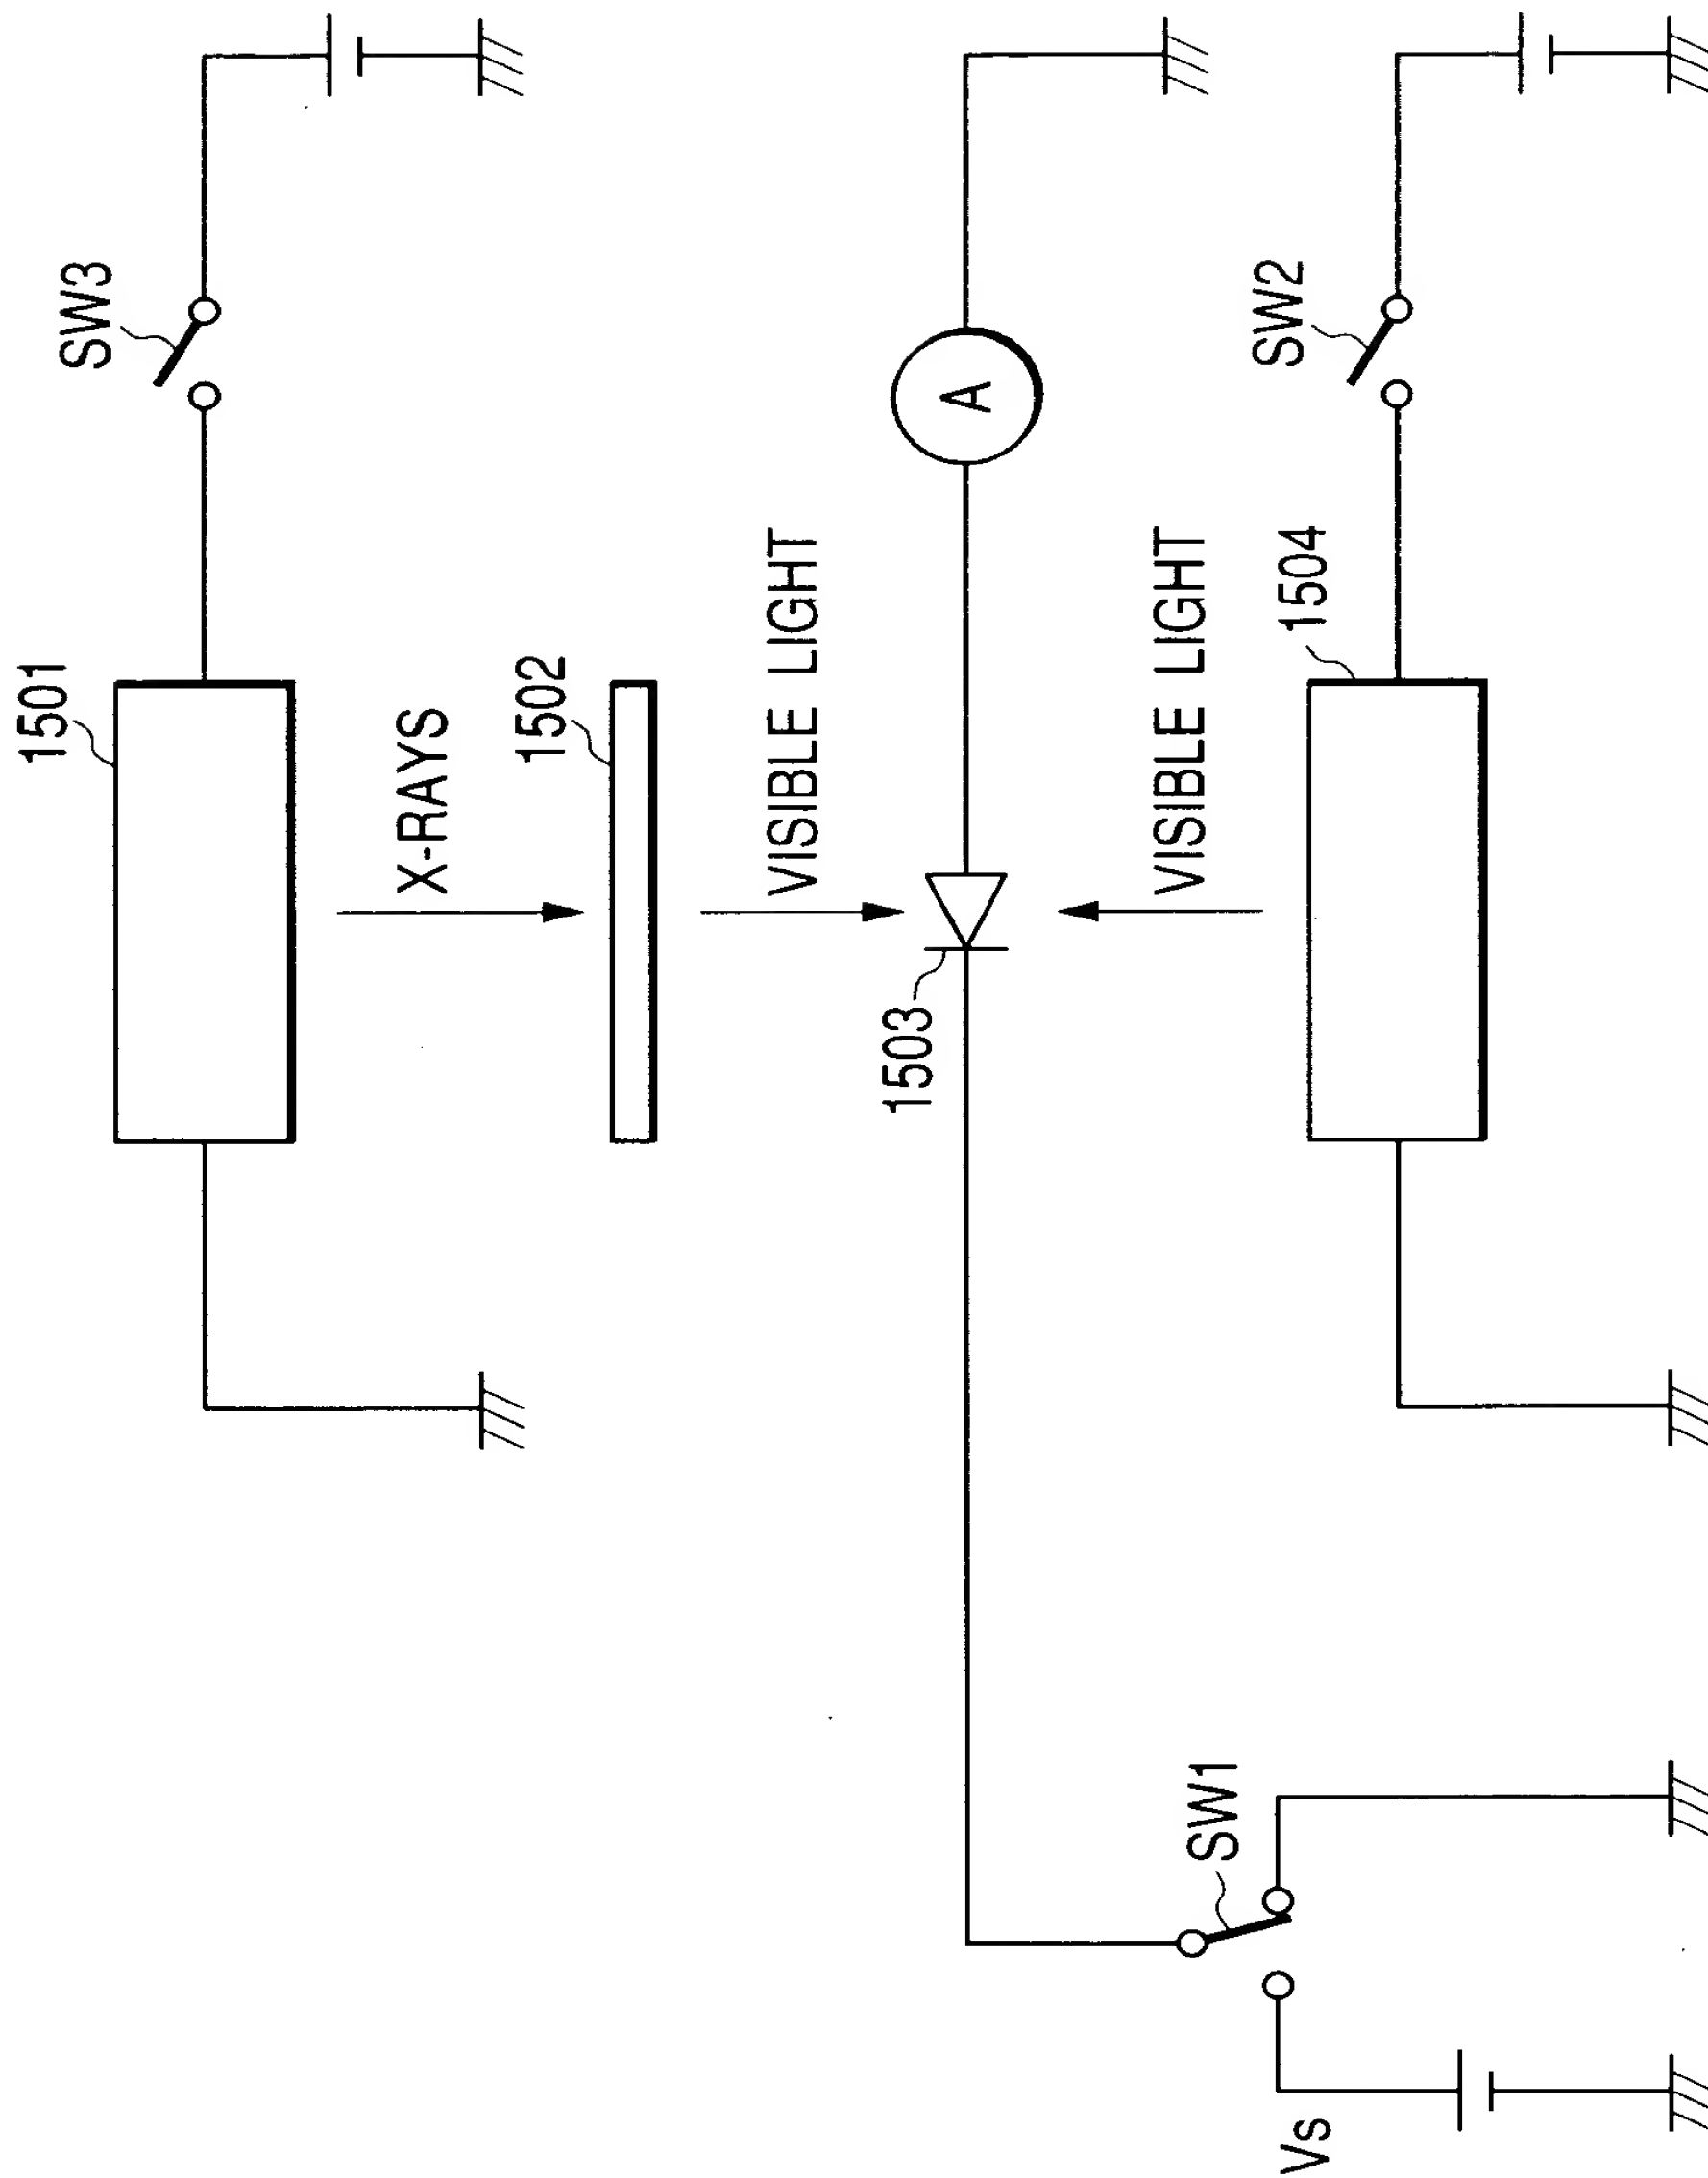 1501
SW3
X-RAYS
1502
VISIBLE LIGHT
1503
A
VISIBLE LIGHT
1504
SW2
SW1
Vs